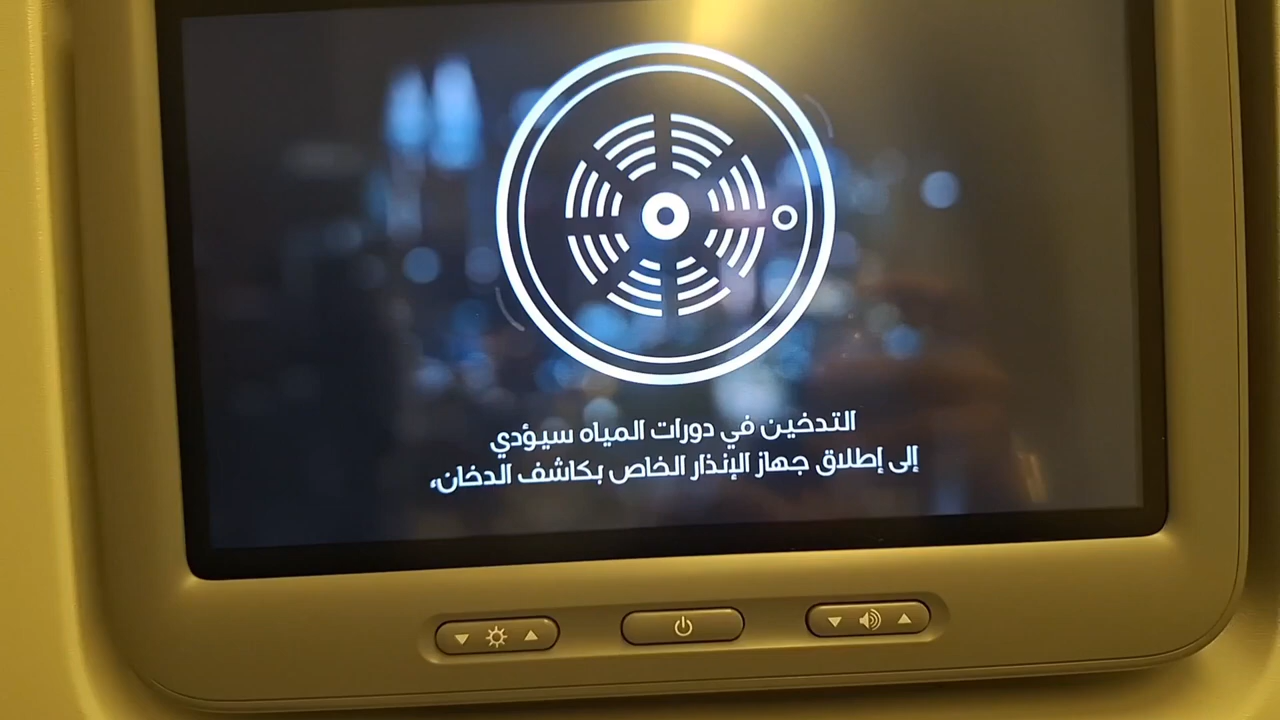 التدخين في دورات المياه سيؤدي
إلى إطلاق جهاز الإنذار الخاص بكاشف الدخان،